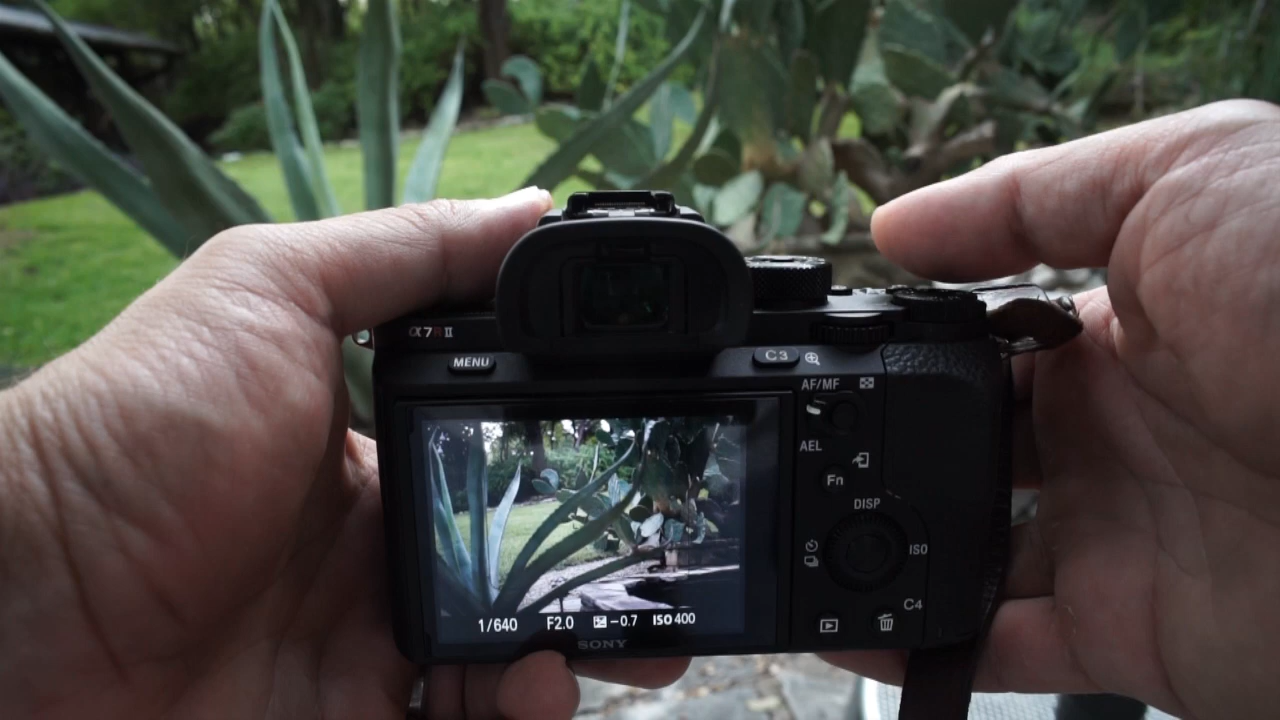 α7RII
MENU
C3
AF/MF
AEL
Fn
DISP
ISO
C4
1/640 F2.0 −0.7 ISO 400
SONY